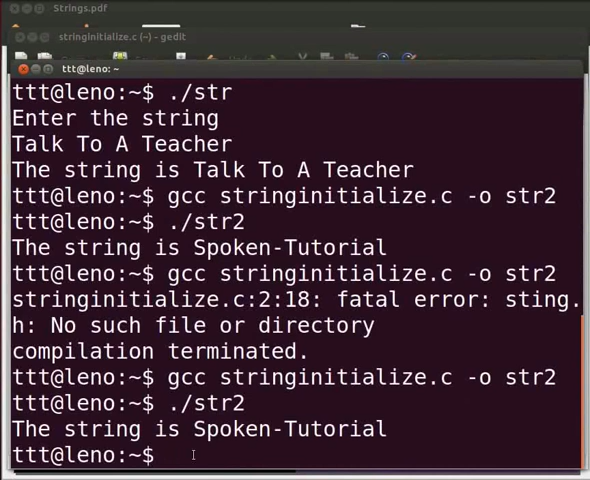 Strings.pdf
stringinitialize.c (~) - gedit
ttt@leno: ~
ttt@leno:~$ ./str
Enter the string
Talk To A Teacher
The string is Talk To A Teacher
ttt@leno:~$ gcc stringinitialize.c -o str2
ttt@leno:~$ ./str2
The string is Spoken-Tutorial
ttt@leno:~$ gcc stringinitialize.c -o str2
stringinitialize.c:2:18: fatal error: sting.
h: No such file or directory
compilation terminated.
ttt@leno:~$ gcc stringinitialize.c -o str2
ttt@leno:~$ ./str2
The string is Spoken-Tutorial
ttt@leno:~$